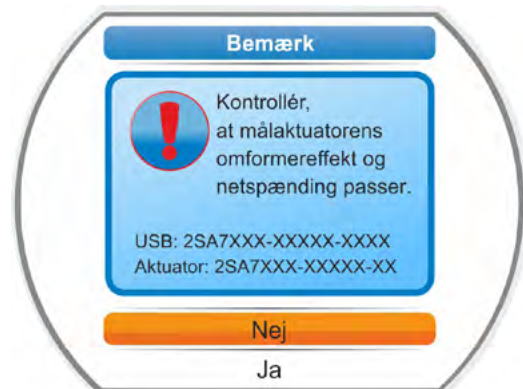 Bemærk
Kontrollér,
at målaktuatorens
omformereffekt og
netspænding passer.
USB: 2SA7XXX-XXXXX-XXXX
Aktuator: 2SA7XXX-XXXXX-XX
Nej
Ja